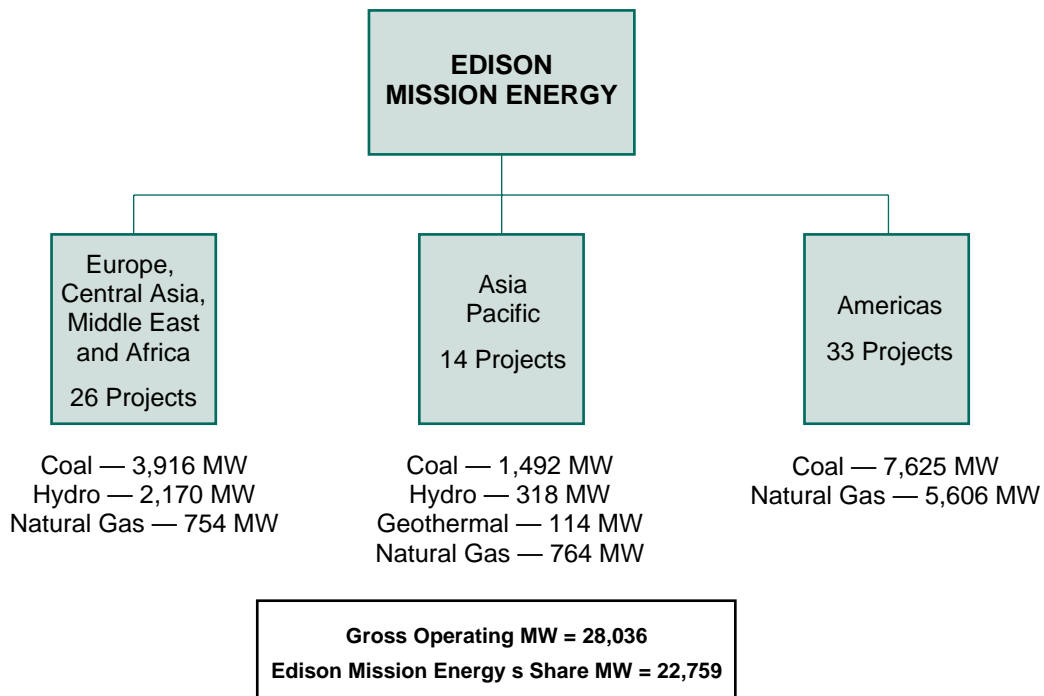 EDISON
MISSION ENERGY
Europe,
Central Asia,
Middle East
and Africa
26 Projects
Coal — 3,916 MW
Hydro — 2,170 MW
Natural Gas — 754 MW
Asia
Pacific
14 Projects
Coal — 1,492 MW
Hydro — 318 MW
Geothermal — 114 MW
Natural Gas — 764 MW
Americas
33 Projects
Coal — 7,625 MW
Natural Gas — 5,606 MW
Gross Operating MW = 28,036
Edison Mission Energy s Share MW = 22,759